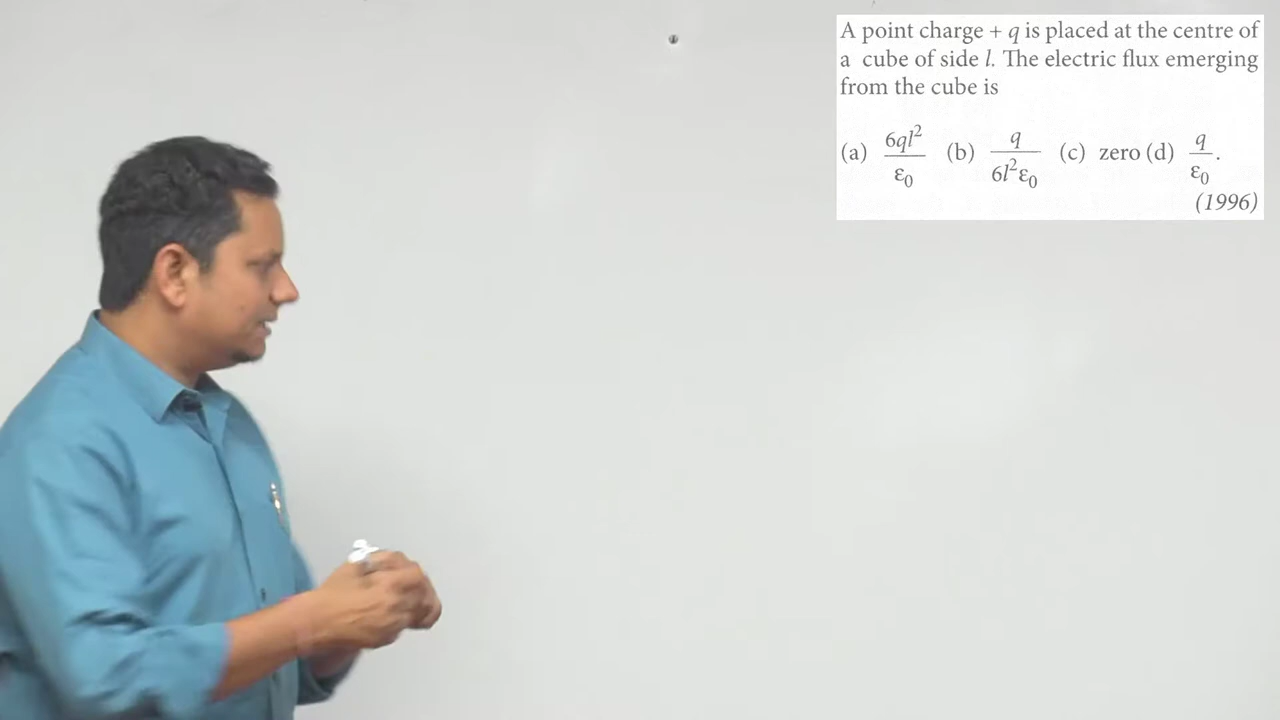 A point charge + q is placed at the centre of
a cube of side l. The electric flux emerging
from the cube is
(a) 6ql²/ε₀ (b) q/6l²ε₀ (c) zero (d) q/ε₀.
(1996)